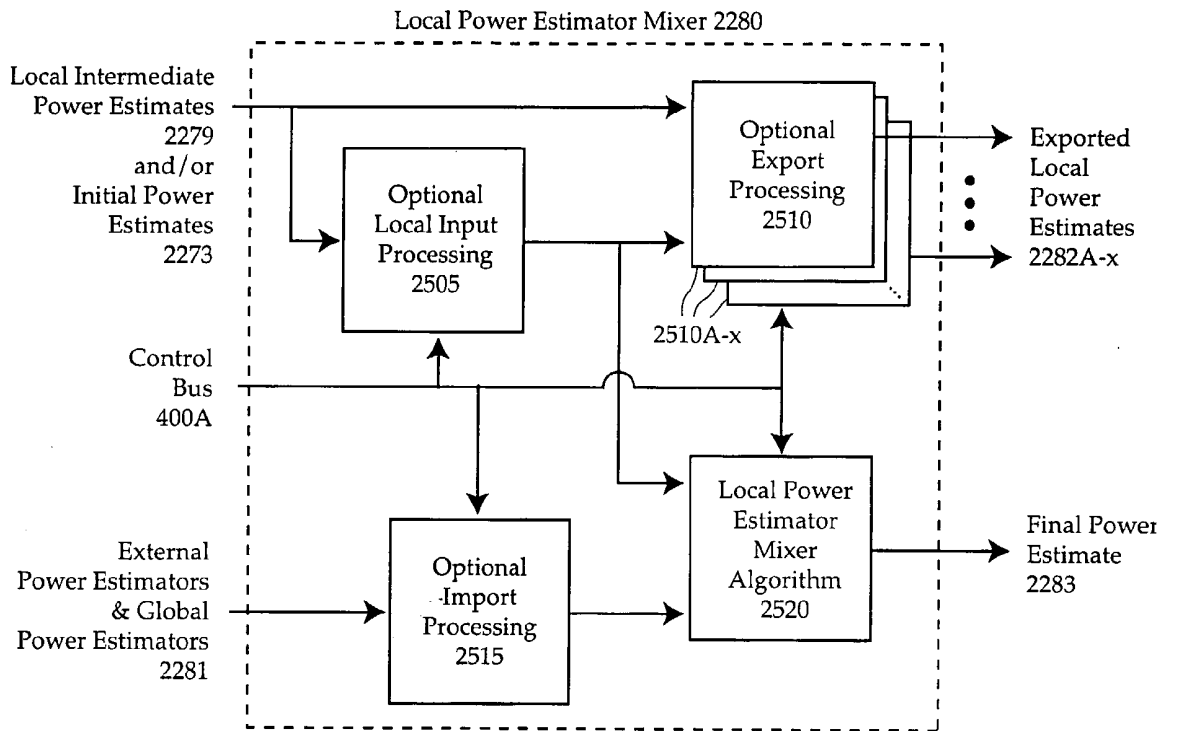 Local Power Estimator Mixer 2280
Local Intermediate
Power Estimates
2279
and/or
Initial Power
Estimates
2273
Optional
Local Input
Processing
2505
Optional
Export
Processing
2510
2510A-x
Exported
Local
Power
Estimates
2282A-x
Control
Bus
400A
External
Power Estimators
& Global
Power Estimators
2281
Optional
Import
Processing
2515
Local Power
Estimator
Mixer
Algorithm
2520
Final Power
Estimate
2283